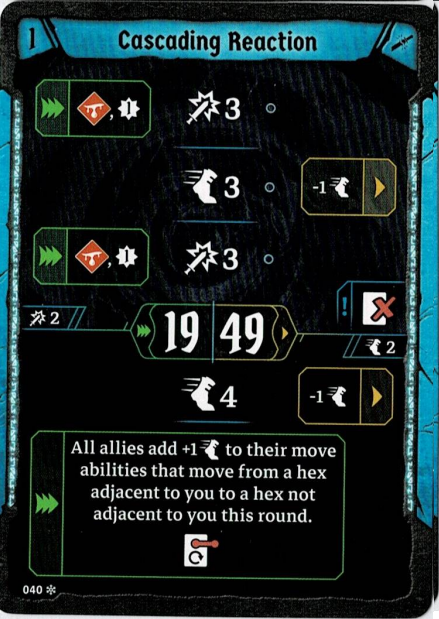 1
Cascading Reaction
, 1
3
3
-1
, 1
3
2
19 49
!
2
4
-1
All allies add +1 to their move
abilities that move from a hex
adjacent to you to a hex not
adjacent to you this round.
040